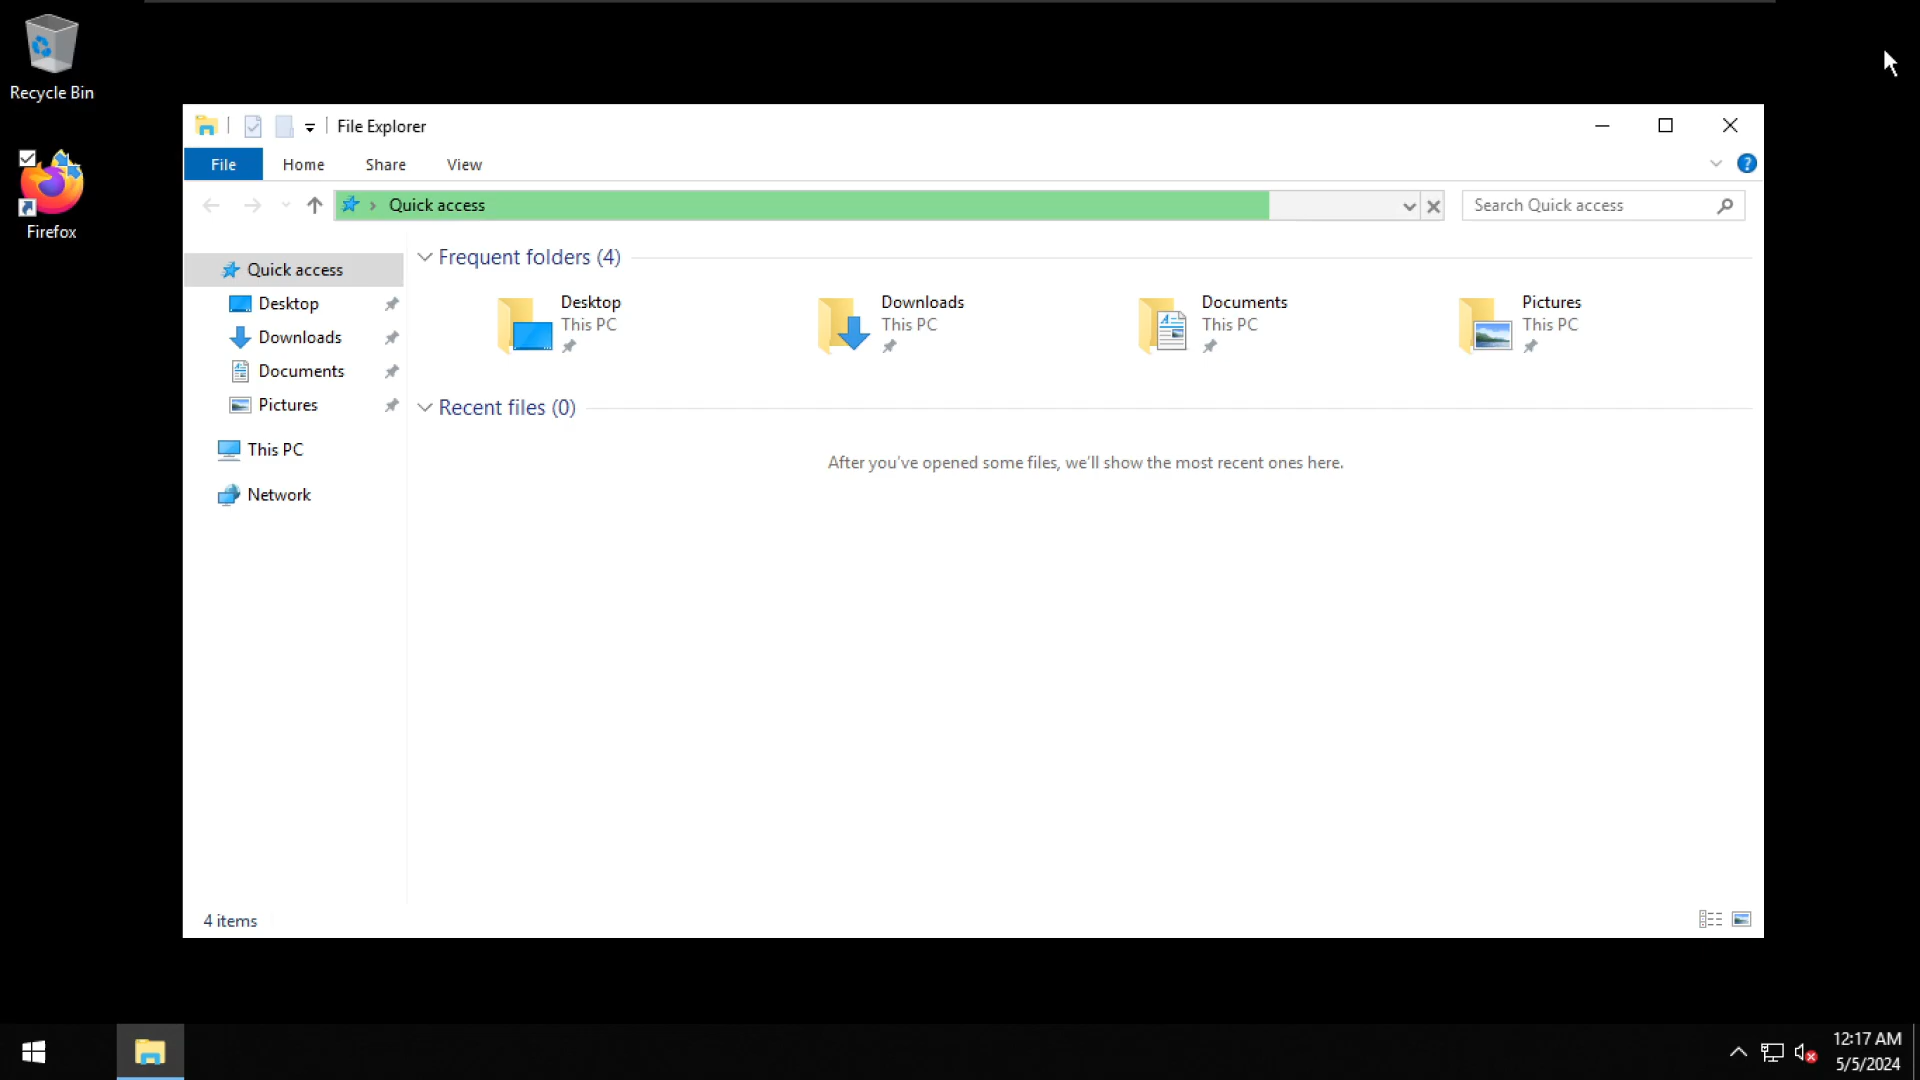 Recycle Bin
Firefox
File Explorer
File
Home
Share
View
?
Quick access
Search Quick access
Quick access
Desktop
Downloads
Documents
Pictures
This PC
Network
Frequent folders (4)
Desktop
This PC
Downloads
This PC
Documents
This PC
Pictures
This PC
Recent files (0)
After you've opened some files, we'll show the most recent ones here.
4 items
12:17 AM
5/5/2024